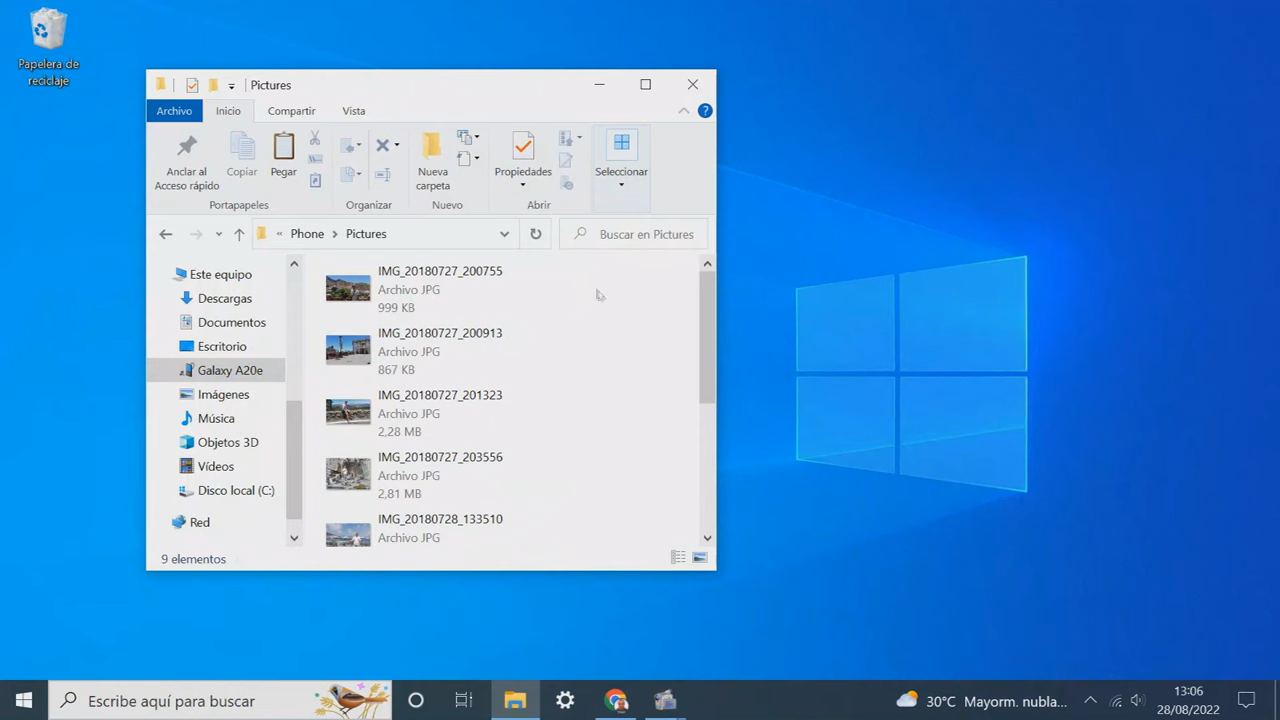 Papelera de
reciclaje
Pictures
Archivo
Inicio
Compartir
Vista
?
Anclar al
Acceso rápido
Copiar
Pegar
Nueva
carpeta
Propiedades
Seleccionar
Portapapeles
Organizar
Nuevo
Abrir
« Phone > Pictures
Buscar en Pictures
Este equipo
Descargas
Documentos
Escritorio
Galaxy A20e
Imágenes
Música
Objetos 3D
Vídeos
Disco local (C:)
Red
IMG_20180727_200755
Archivo JPG
999 KB
IMG_20180727_200913
Archivo JPG
867 KB
IMG_20180727_201323
Archivo JPG
2,28 MB
IMG_20180727_203556
Archivo JPG
2,81 MB
IMG_20180728_133510
Archivo JPG
9 elementos
Escribe aquí para buscar
30°C Mayorm. nubla...
13:06
28/08/2022